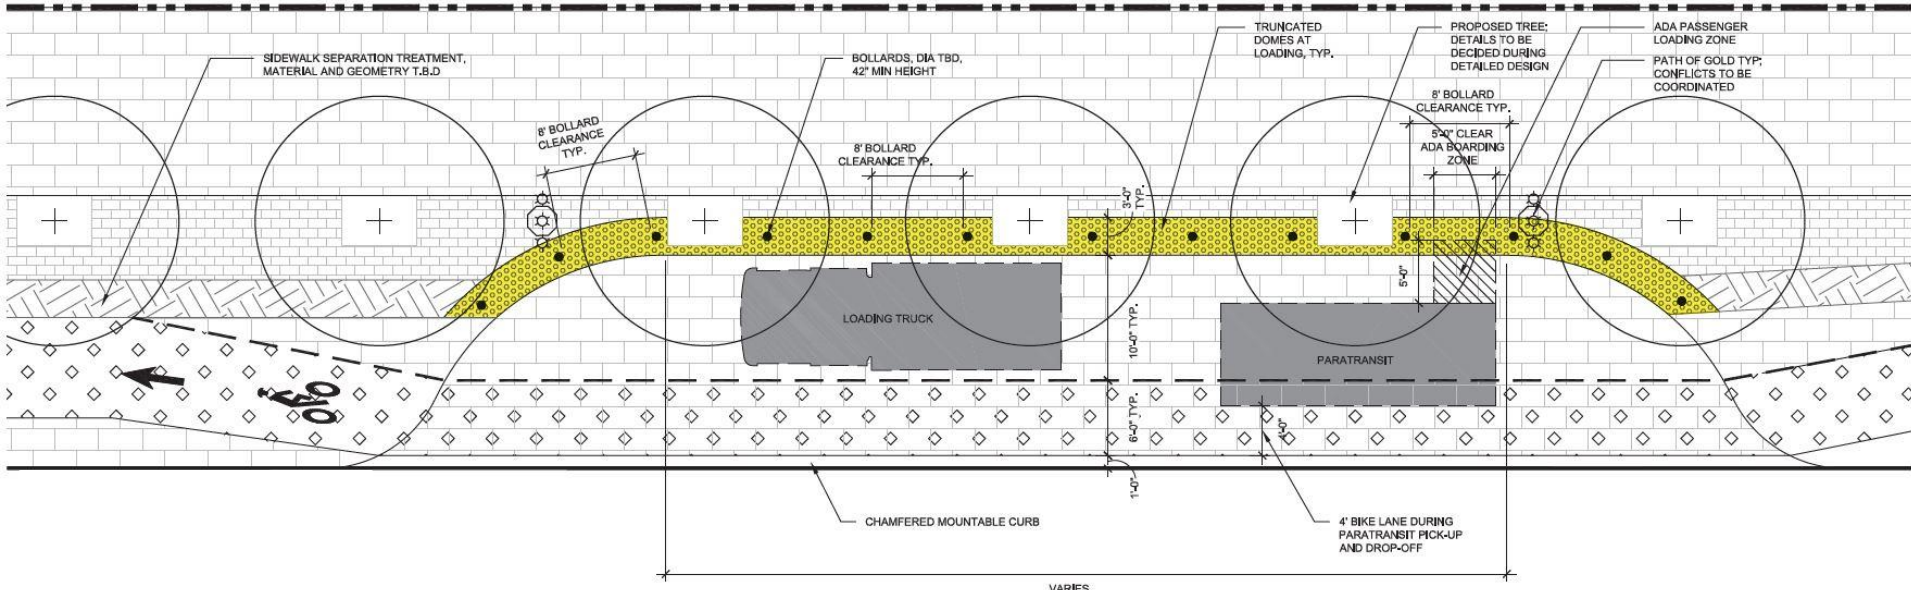 SIDEWALK SEPARATION TREATMENT,
MATERIAL AND GEOMETRY T.B.D
BOLLARDS, DIA TBD,
42" MIN HEIGHT
TRUNCATED
DOMES AT
LOADING, TYP.
PROPOSED TREE;
DETAILS TO BE
DECIDED DURING
DETAILED DESIGN
ADA PASSENGER
LOADING ZONE
PATH OF GOLD TYP;
CONFLICTS TO BE
COORDINATED
8' BOLLARD
CLEARANCE
TYP.
8' BOLLARD
CLEARANCE TYP.
8' BOLLARD
CLEARANCE TYP.
5'-0" CLEAR
ADA BOARDING
ZONE
3'-0"
TYP.
5'-0"
LOADING TRUCK
10'-0" TYP.
PARATRANSIT
6'-0" TYP.
4'-0"
1'-0"
CHAMFERED MOUNTABLE CURB
4' BIKE LANE DURING
PARATRANSIT PICK-UP
AND DROP-OFF
VARIES